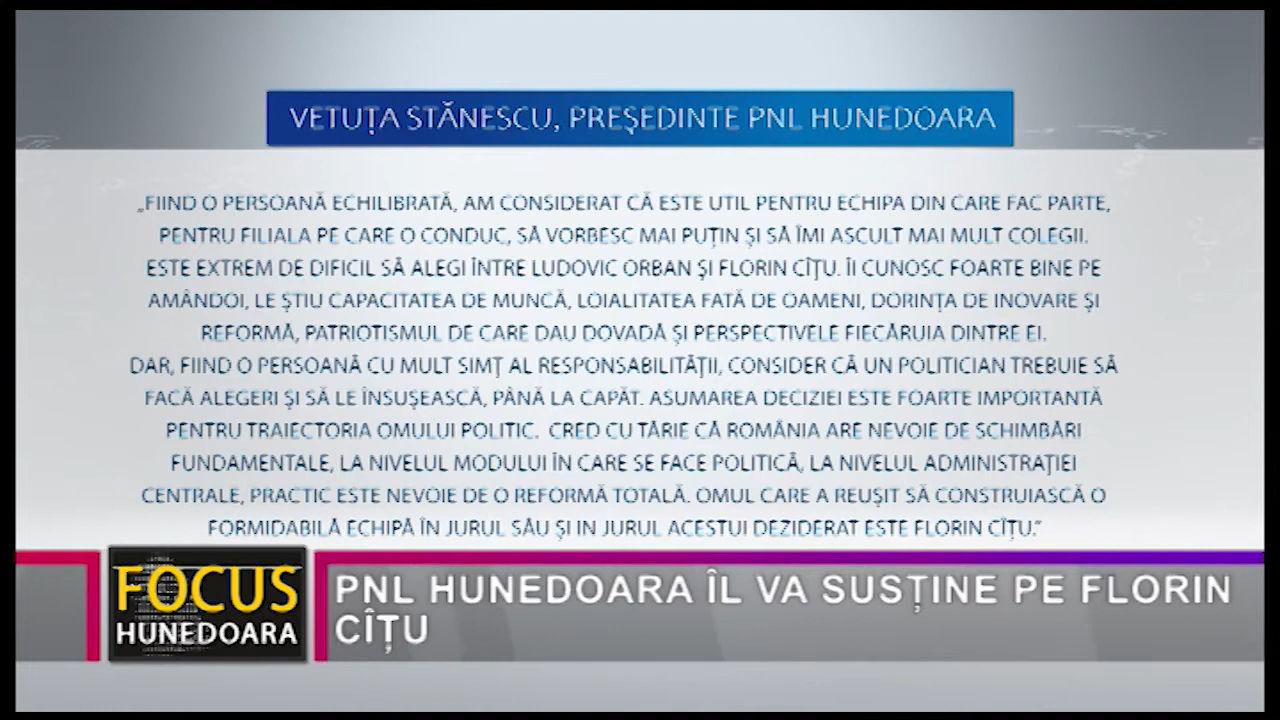 VETUȚA STĂNESCU, PREȘEDINTE PNL HUNEDOARA
„FIIND O PERSOANĂ ECHILIBRATĂ, AM CONSIDERAT CĂ ESTE UTIL PENTRU ECHIPA DIN CARE FAC PARTE,
PENTRU FILIALA PE CARE O CONDUC, SĂ VORBESC MAI PUȚIN ȘI SĂ ÎMI ASCULT MAI MULT COLEGII.
ESTE EXTREM DE DIFICIL SĂ ALEGI ÎNTRE LUDOVIC ORBAN ȘI FLORIN CÎȚU. ÎI CUNOSC FOARTE BINE PE
AMÂNDOI, LE ȘTIU CAPACITATEA DE MUNCĂ, LOIALITATEA FATĂ DE OAMENI, DORINȚA DE INOVARE ȘI
REFORMĂ, PATRIOTISMUL DE CARE DAU DOVADĂ ȘI PERSPECTIVELE FIECĂRUIA DINTRE EI.
DAR, FIIND O PERSOANĂ CU MULT SIMȚ AL RESPONSABILITĂȚII, CONSIDER CĂ UN POLITICIAN TREBUIE SĂ
FACĂ ALEGERI ȘI SĂ LE ÎNSUȘEASCĂ, PÂNĂ LA CAPĂT. ASUMAREA DECIZIEI ESTE FOARTE IMPORTANTĂ
PENTRU TRAIECTORIA OMULUI POLITIC. CRED CU TĂRIE CĂ ROMÂNIA ARE NEVOIE DE SCHIMBĂRI
FUNDAMENTALE, LA NIVELUL MODULUI ÎN CARE SE FACE POLITICĂ, LA NIVELUL ADMINISTRAȚIEI
CENTRALE, PRACTIC ESTE NEVOIE DE O REFORMĂ TOTALĂ. OMUL CARE A REUȘIT SĂ CONSTRUIASCĂ O
FORMIDABILĂ ECHIPĂ ÎN JURUL SĂU ȘI IN JURUL ACESTUI DEZIDERAT ESTE FLORIN CÎȚU.”
FOCUS
HUNEDOARA
PNL HUNEDOARA ÎL VA SUSȚINE PE FLORIN
CÎȚU